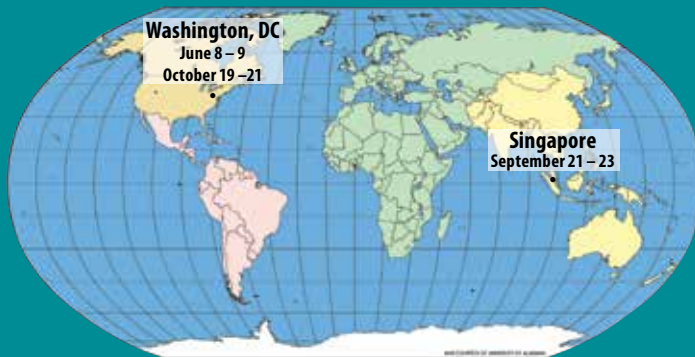 Washington, DC
June 8 – 9
October 19 –21
Singapore
September 21 – 23